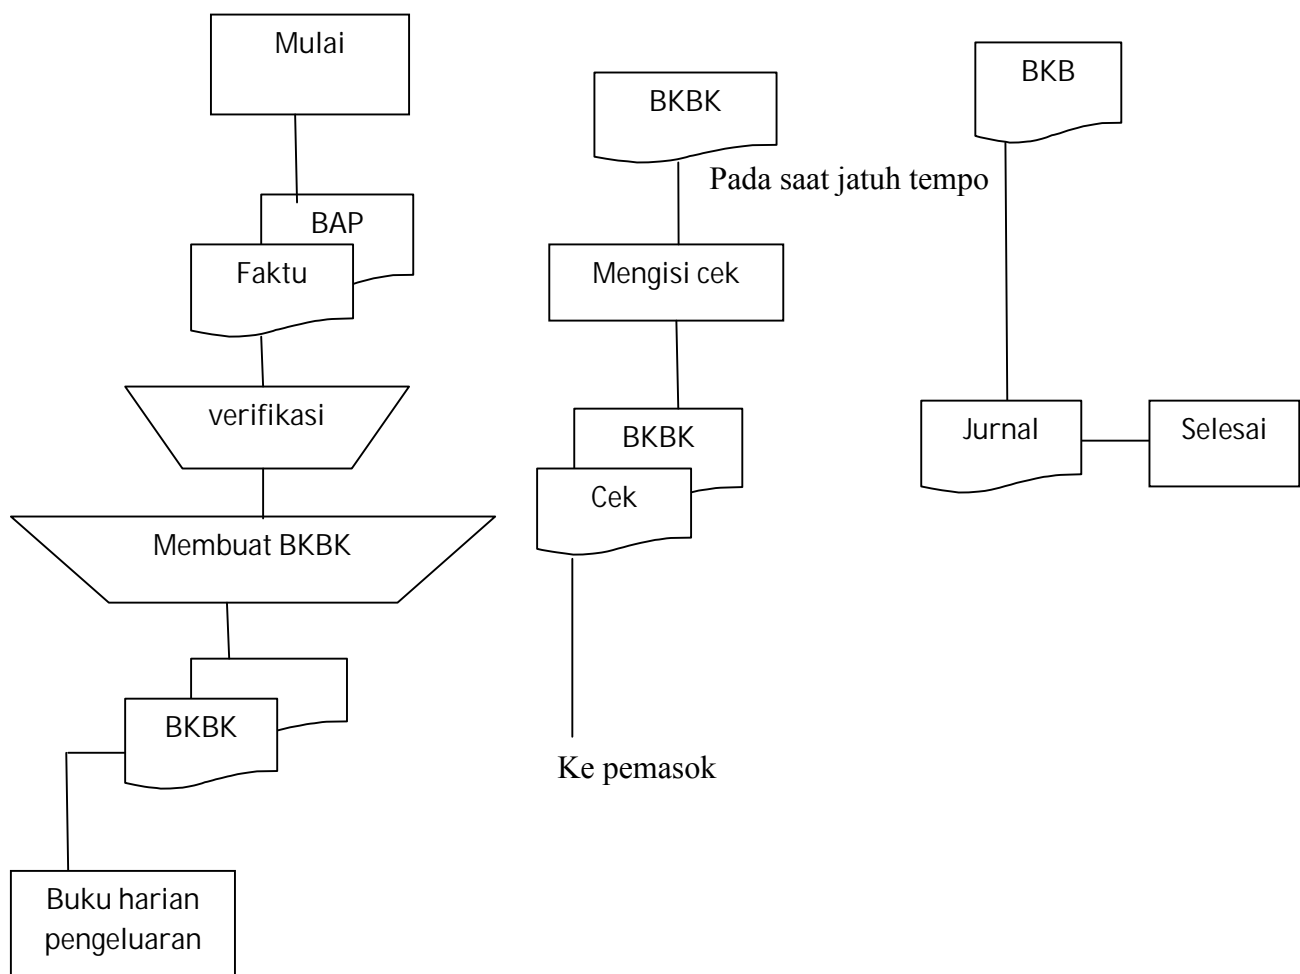 Mulai
BAP
Faktu
verifikasi
Membuat BKBK
BKBK
Buku harian
pengeluaran
BKBK
Pada saat jatuh tempo
Mengisi cek
BKBK
Cek
Ke pemasok
BKB
Jurnal
Selesai